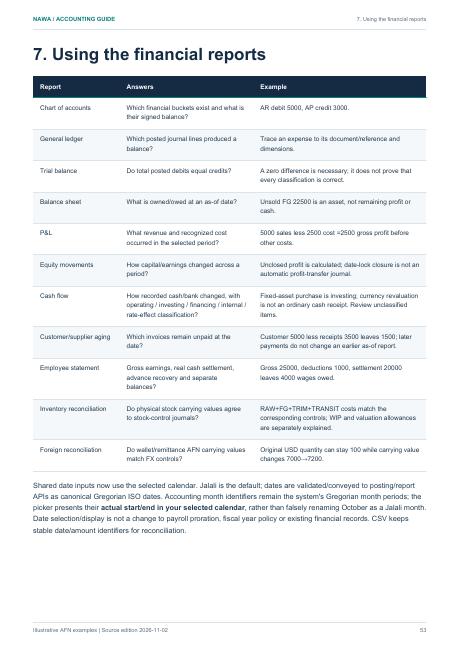 NAWA / ACCOUNTING GUIDE
7. Using the financial reports
7. Using the financial reports
Report Answers Example
Chart of accounts Which financial buckets exist and what is AR debit 5000, AP credit 3000.
their signed balance?
General ledger Which posted journal lines produced a Trace an expense to its document/reference and
balance? dimensions.
Trial balance Do total posted debits equal credits? A zero difference is necessary; it does not prove that
every classification is correct.
Balance sheet What is owned/owed at an as-of date? Unsold FG 22500 is an asset, not remaining profit or
cash.
P&L What revenue and recognized cost 5000 sales less 2500 cost =2500 gross profit before
occurred in the selected period? other costs.
Equity movements How capital/earnings changed across a Unclosed profit is calculated; date-lock closure is not an
period? automatic profit-transfer journal.
Cash flow How recorded cash/bank changed, with Fixed-asset purchase is investing; currency revaluation
operating / investing / financing / internal / is not an ordinary cash receipt. Review unclassified
rate-effect classification? items.
Customer/supplier aging Which invoices remain unpaid at the Customer 5000 less receipts 3500 leaves 1500; later
date? payments do not change an earlier as-of report.
Employee statement Gross earnings, real cash settlement, Gross 25000, deductions 1000, settlement 20000
advance recovery and separate leaves 4000 wages owed.
balances?
Inventory reconciliation Do physical stock carrying values agree RAW+FG+TRIM+TRANSIT costs match the
to stock-control journals? corresponding controls; WIP and valuation allowances
are separately explained.
Foreign reconciliation Do wallet/remittance AFN carrying values Original USD quantity can stay 100 while carrying value
match FX controls? changes 7000→7200.
Shared date inputs now use the selected calendar. Jalali is the default; dates are validated/conveyed to posting/report
APIs as canonical Gregorian ISO dates. Accounting month identifiers remain the system's Gregorian month periods; the
picker presents their actual start/end in your selected calendar, rather than falsely renaming October as a Jalali month.
Date selection/display is not a change to payroll proration, fiscal year policy or existing financial records. CSV keeps
stable date/amount identifiers for reconciliation.
Illustrative AFN examples | Source edition 2026-11-02
53